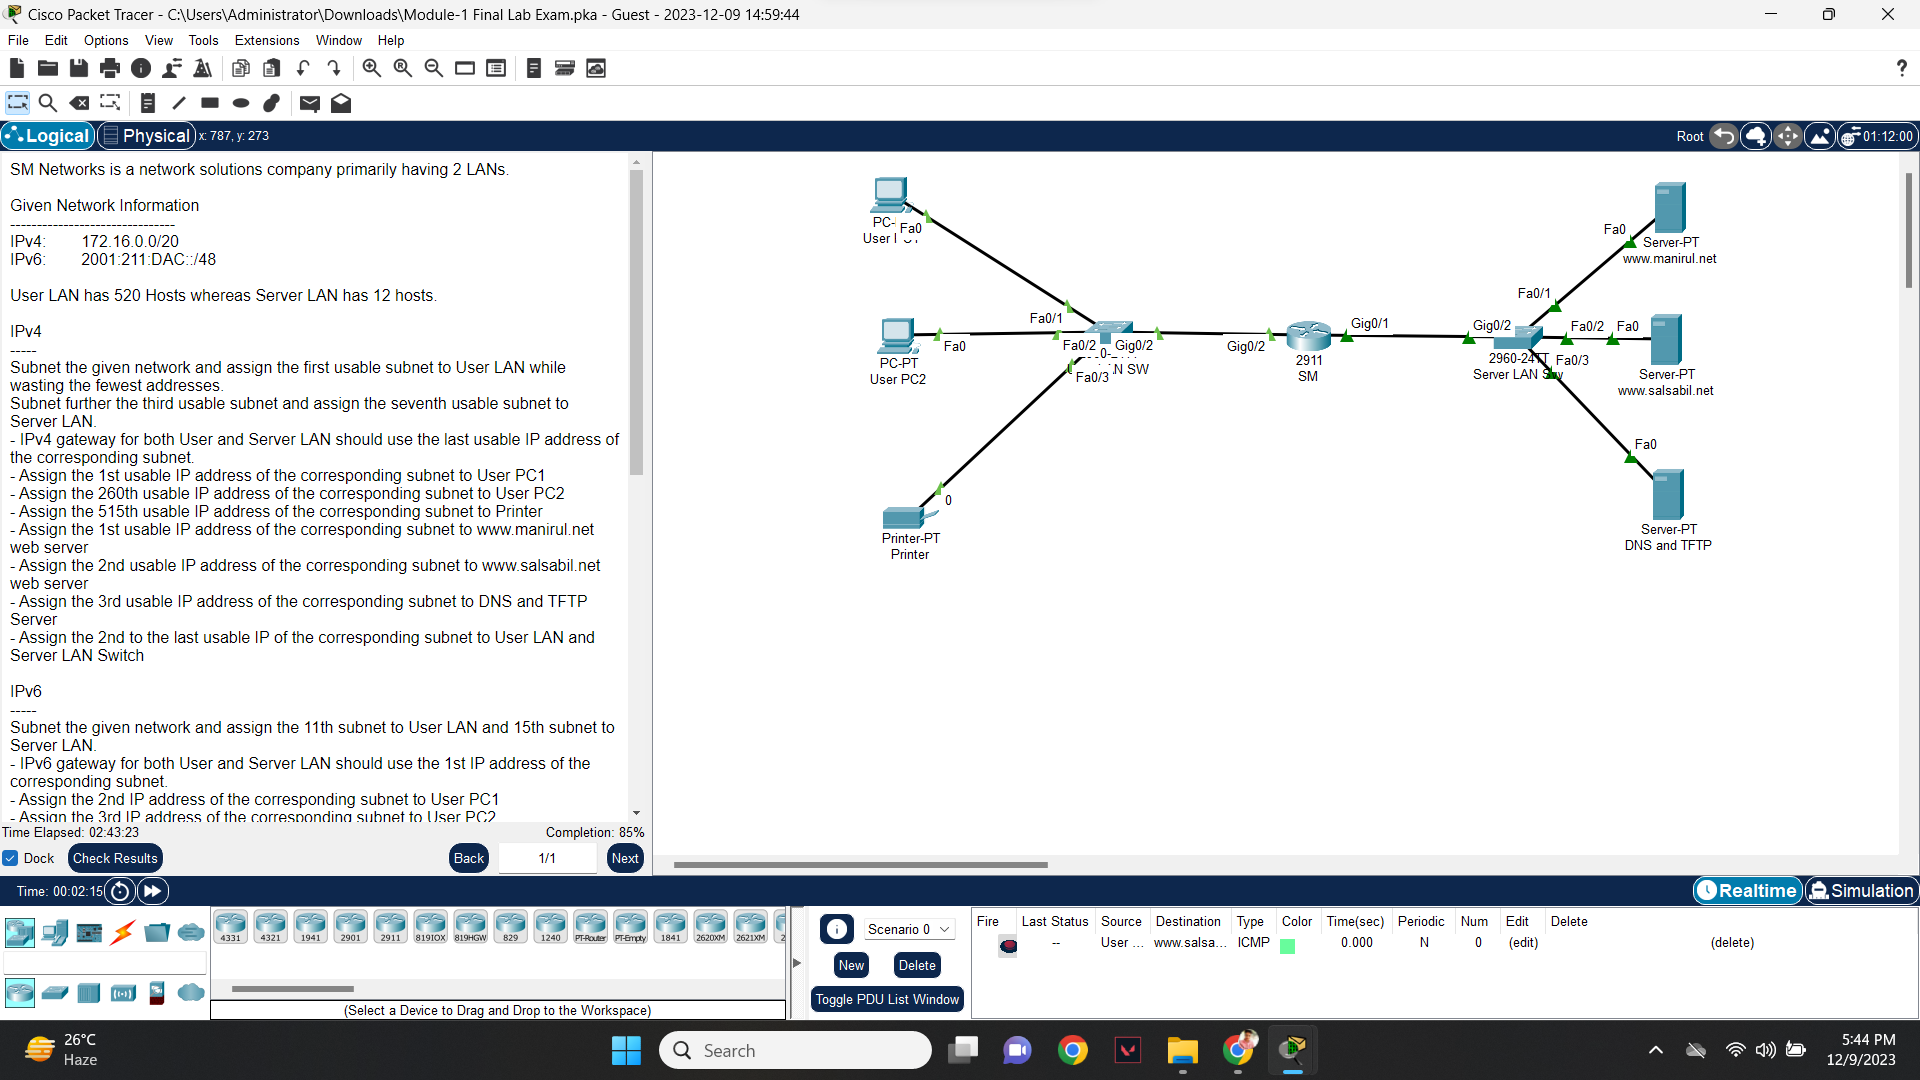 Cisco Packet Tracer - C:\Users\Administrator\Downloads\Module-1 Final Lab Exam.pka - Guest - 2023-12-09 14:59:44
File Edit Options View Tools Extensions Window Help
?
Logical Physical x: 787, y: 273
Root 01:12:00
SM Networks is a network solutions company primarily having 2 LANs.
Given Network Information
-------------------------------
IPv4: 172.16.0.0/20
IPv6: 2001:211:DAC::/48
User LAN has 520 Hosts whereas Server LAN has 12 hosts.
IPv4
-----
Subnet the given network and assign the first usable subnet to User LAN while
wasting the fewest addresses.
Subnet further the third usable subnet and assign the seventh usable subnet to
Server LAN.
- IPv4 gateway for both User and Server LAN should use the last usable IP address of
the corresponding subnet.
- Assign the 1st usable IP address of the corresponding subnet to User PC1
- Assign the 260th usable IP address of the corresponding subnet to User PC2
- Assign the 515th usable IP address of the corresponding subnet to Printer
- Assign the 1st usable IP address of the corresponding subnet to www.manirul.net
web server
- Assign the 2nd usable IP address of the corresponding subnet to www.salsabil.net
web server
- Assign the 3rd usable IP address of the corresponding subnet to DNS and TFTP
Server
- Assign the 2nd to the last usable IP of the corresponding subnet to User LAN and
Server LAN Switch
IPv6
-----
Subnet the given network and assign the 11th subnet to User LAN and 15th subnet to
Server LAN.
- IPv6 gateway for both User and Server LAN should use the 1st IP address of the
corresponding subnet.
- Assign the 2nd IP address of the corresponding subnet to User PC1
- Assign the 3rd IP address of the corresponding subnet to User PC2
Time Elapsed: 02:43:23 Completion: 85%
Dock Check Results Back 1/1 Next
PC- Fa0
User
Fa0/1
Fa0
PC-PT
User PC2
Fa0/2 Gig0/2
LAN SW
Fa0/3
Gig0/2
2911
SM
Gig0/1
0
Printer-PT
Printer
Fa0
Server-PT
www.manirul.net
Fa0/1
Gig0/2 Fa0/2 Fa0
2960-24TT Fa0/3
Server LAN
Server-PT
www.salsabil.net
Fa0
Server-PT
DNS and TFTP
Time: 00:02:15 Realtime Simulation
4331 4321 1941 2901 2911 819IOX 819HGW 829 1240 PT-Router PT-Empty 1841 2620XM 2621XM 2
(Select a Device to Drag and Drop to the Workspace)
Scenario 0
New Delete
Toggle PDU List Window
Fire Last Status Source Destination Type Color Time(sec) Periodic Num Edit Delete
-- User ... www.salsa... ICMP 0.000 N 0 (edit) (delete)
26°C
Haze
Search
5:44 PM
12/9/2023